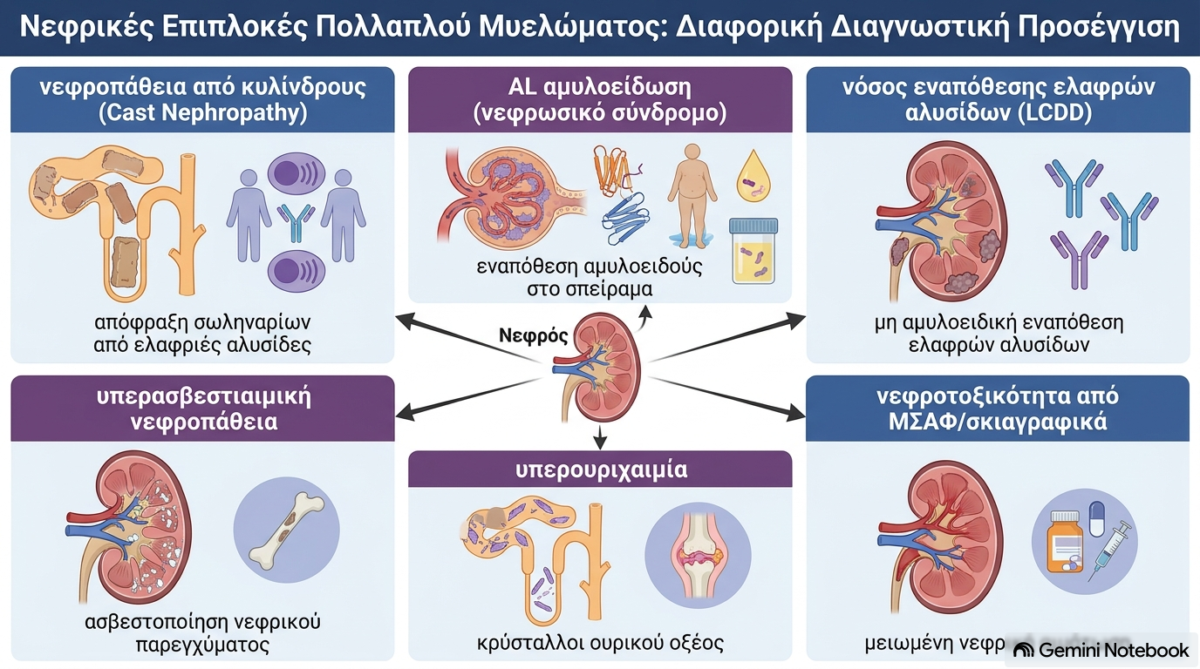 Νεφρικές Επιπλοκές Πολλαπλού Μυελώματος: Διαφορική Διαγνωστική Προσέγγιση
νεφροπάθεια από κυλίνδρους
(Cast Nephropathy)
απόφραξη σωληναρίων
από ελαφριές αλυσίδες
AL αμυλοείδωση
(νεφρωσικό σύνδρομο)
εναπόθεση αμυλοειδούς
στο σπείραμα
νόσος εναπόθεσης ελαφρών
αλυσίδων (LCDD)
μη αμυλοειδική εναπόθεση
ελαφρών αλυσίδων
Νεφρός
υπερασβεστιαιμική
νεφροπάθεια
ασβεστοποίηση νεφρικού
παρεγχύματος
υπερουριχαιμία
κρύσταλλοι ουρικού οξέος
νεφροτοξικότητα από
ΜΣΑΦ/σκιαγραφικά
μειωμένη
Gemini Notebook